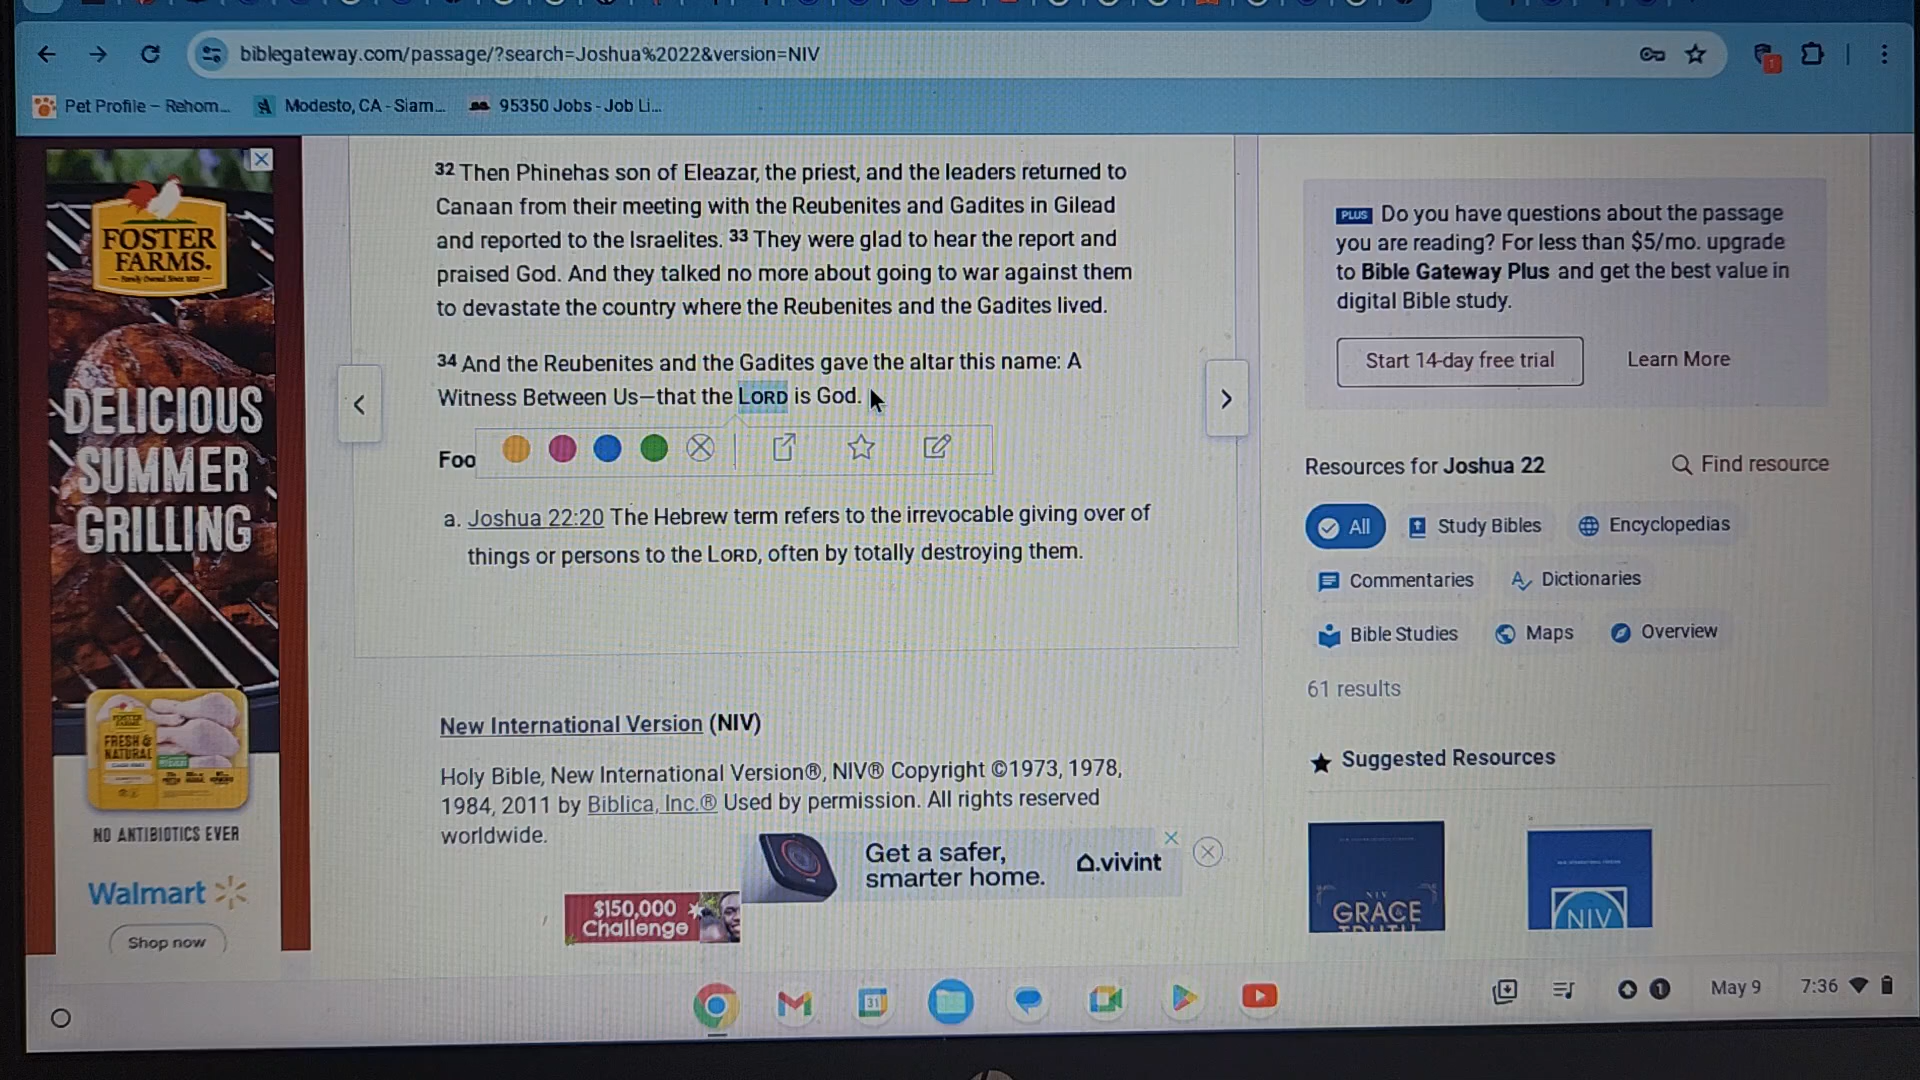 biblegateway.com/passage/?search=Joshua%2022&version=NIV
1
Pet Profile – Rehom...
Modesto, CA - Siam...
95350 Jobs - Job Li...
FOSTER
FARMS.
DELICIOUS
SUMMER
GRILLING
FOSTER
FARMS
FRESH &
NATURAL
NO ANTIBIOTICS EVER
Walmart
Shop now
32 Then Phinehas son of Eleazar, the priest, and the leaders returned to
Canaan from their meeting with the Reubenites and Gadites in Gilead
and reported to the Israelites. 33 They were glad to hear the report and
praised God. And they talked no more about going to war against them
to devastate the country where the Reubenites and the Gadites lived.
34 And the Reubenites and the Gadites gave the altar this name: A
Witness Between Us—that the LORD is God.
Foo
a. Joshua 22:20 The Hebrew term refers to the irrevocable giving over of
things or persons to the LORD, often by totally destroying them.
New International Version (NIV)
Holy Bible, New International Version®, NIV® Copyright ©1973, 1978,
1984, 2011 by Biblica, Inc.® Used by permission. All rights reserved
worldwide.
Get a safer,
smarter home.
vivint
$150,000
Challenge
PLUS Do you have questions about the passage
you are reading? For less than $5/mo. upgrade
to Bible Gateway Plus and get the best value in
digital Bible study.
Start 14-day free trial
Learn More
Resources for Joshua 22
Find resource
All
Study Bibles
Encyclopedias
Commentaries
Dictionaries
Bible Studies
Maps
Overview
61 results
Suggested Resources
NIV
GRACE
TRUTH
NIV
31
1
May 9
7:36